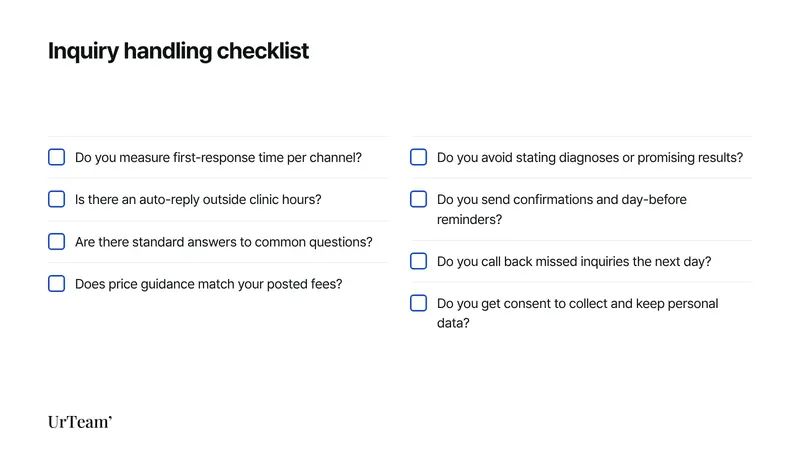 Inquiry handling checklist
Do you measure first-response time per channel?
Is there an auto-reply outside clinic hours?
Are there standard answers to common questions?
Does price guidance match your posted fees?
Do you avoid stating diagnoses or promising results?
Do you send confirmations and day-before
reminders?
Do you call back missed inquiries the next day?
Do you get consent to collect and keep personal
data?
UrTeam’